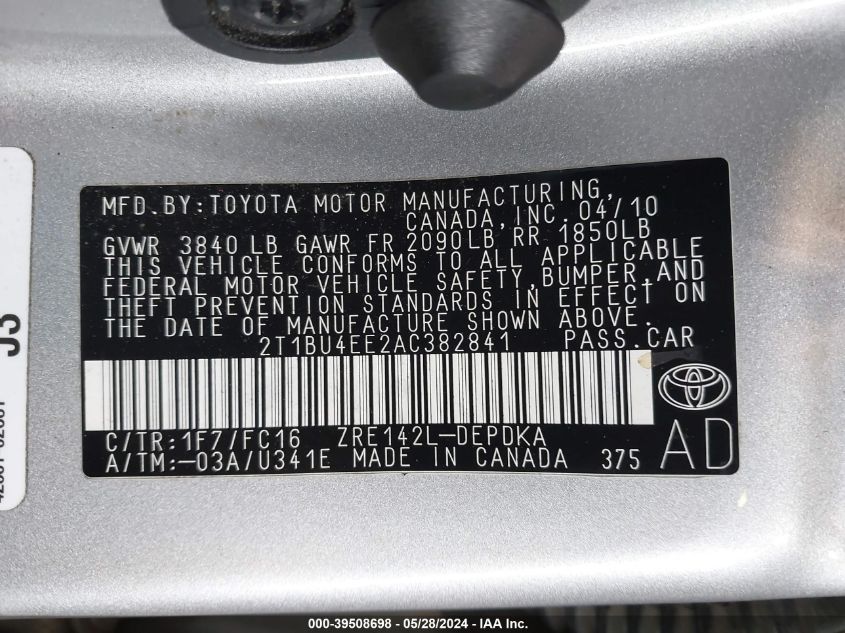 MFD.BY:TOYOTA MOTOR MANUFACTURING,
CANADA,INC. 04/10
GVWR 3840 LB GAWR FR 2090LB RR 1850LB
THIS VEHICLE CONFORMS TO ALL APPLICABLE
FEDERAL MOTOR VEHICLE SAFETY,BUMPER,AND
THEFT PREVENTION STANDARDS IN EFFECT ON
THE DATE OF MANUFACTURE SHOWN ABOVE.
2T1BU4EE2AC382841 PASS.CAR
C/TR:1F7/FC16 ZRE142L-DEPDKA
A/TM:-03A/U341E MADE IN CANADA 375
AD
000-39508698 - 05/28/2024 - IAA Inc.